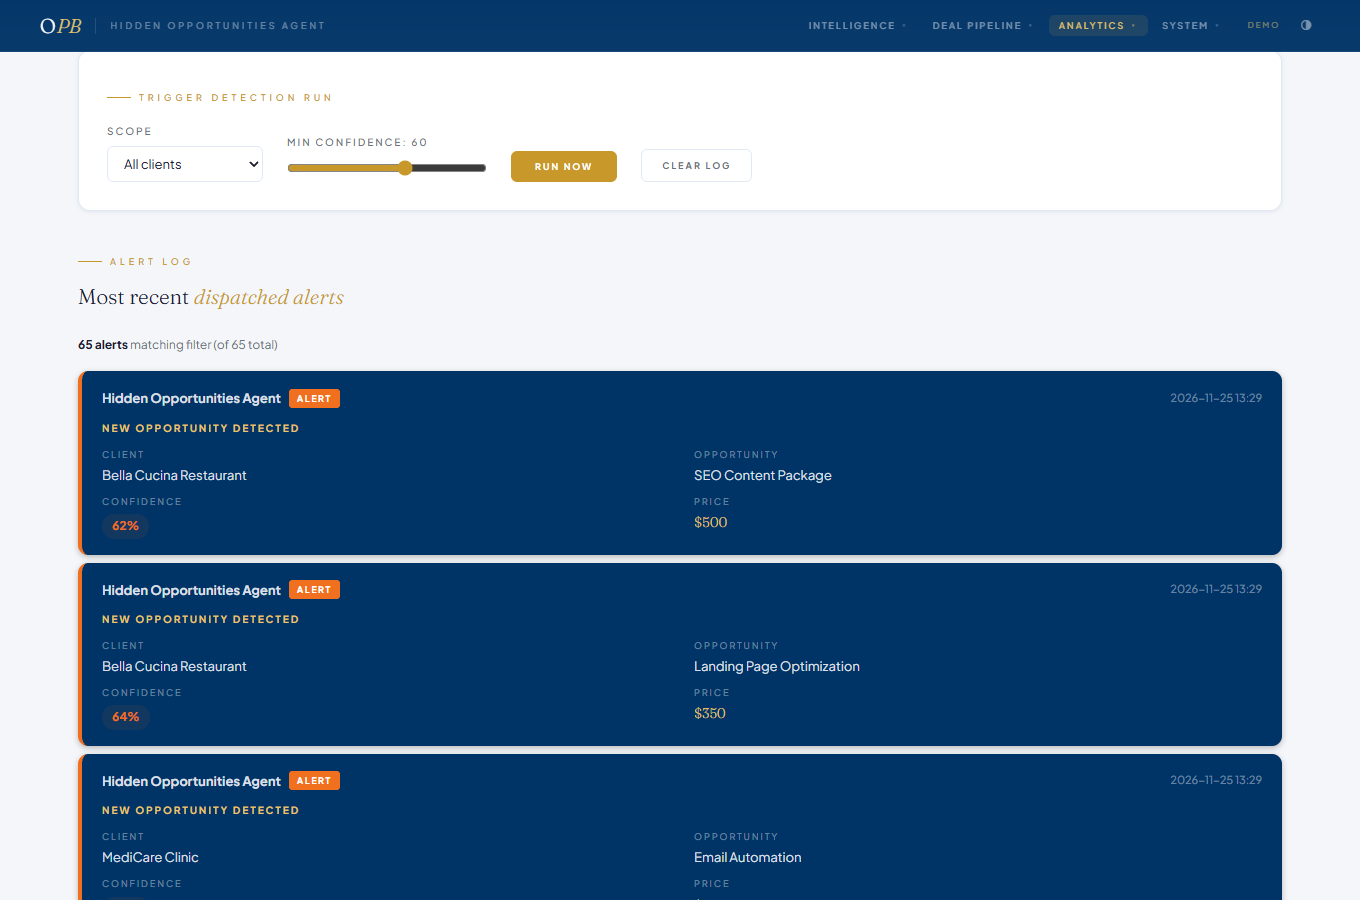 OPB HIDDEN OPPORTUNITIES AGENT INTELLIGENCE DEAL PIPELINE ANALYTICS SYSTEM DEMO
TRIGGER DETECTION RUN
SCOPE
MIN CONFIDENCE: 60
All clients
RUN NOW
CLEAR LOG
ALERT LOG
Most recent dispatched alerts
65 alerts matching filter (of 65 total)
Hidden Opportunities Agent ALERT 2026-11-25 13:29
NEW OPPORTUNITY DETECTED
CLIENT OPPORTUNITY
Bella Cucina Restaurant SEO Content Package
CONFIDENCE PRICE
62% $500
Hidden Opportunities Agent ALERT 2026-11-25 13:29
NEW OPPORTUNITY DETECTED
CLIENT OPPORTUNITY
Bella Cucina Restaurant Landing Page Optimization
CONFIDENCE PRICE
64% $350
Hidden Opportunities Agent ALERT 2026-11-25 13:29
NEW OPPORTUNITY DETECTED
CLIENT OPPORTUNITY
MediCare Clinic Email Automation
CONFIDENCE PRICE